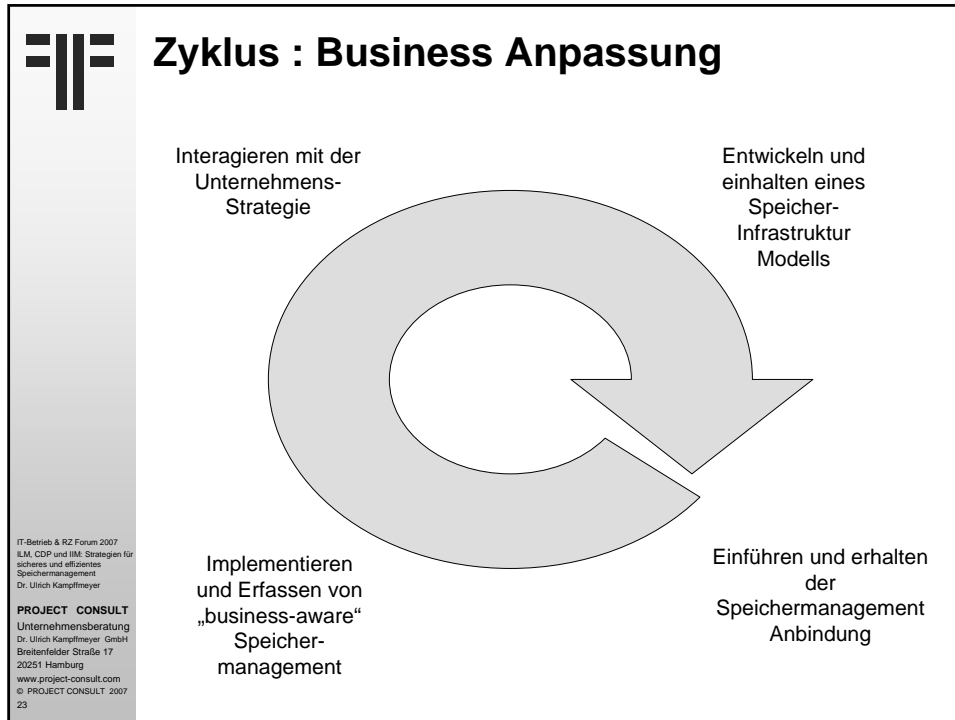 Zyklus : Business Anpassung
Interagieren mit der
Unternehmens-
Strategie
Entwickeln und
einhalten eines
Speicher-
Infrastruktur
Modells
Implementieren
und Erfassen von
„business-aware“
Speicher-
management
Einführen und erhalten
der
Speichermanagement
Anbindung
IT-Betrieb & RZ Forum 2007
ILM, CDP und IIM: Strategien für
sicheres und effizientes
Speichermanagement
Dr. Ulrich Kampffmeyer
PROJECT CONSULT
Unternehmensberatung
Dr. Ulrich Kampffmeyer GmbH
Breitenfelder Straße 17
20251 Hamburg
www.project-consult.com
© PROJECT CONSULT 2007
23